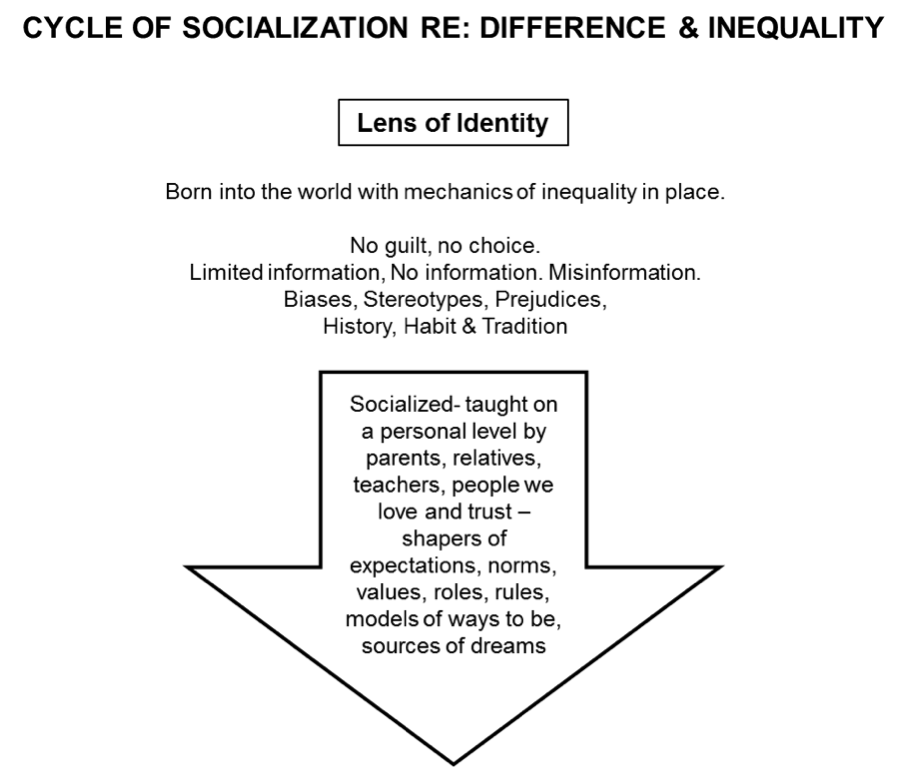 CYCLE OF SOCIALIZATION RE: DIFFERENCE & INEQUALITY
Lens of Identity
Born into the world with mechanics of inequality in place.
No guilt, no choice.
Limited information, No information. Misinformation.
Biases, Stereotypes, Prejudices,
History, Habit & Tradition
Socialized- taught on
a personal level by
parents, relatives,
teachers, people we
love and trust –
shapers of
expectations, norms,
values, roles, rules,
models of ways to be,
sources of dreams